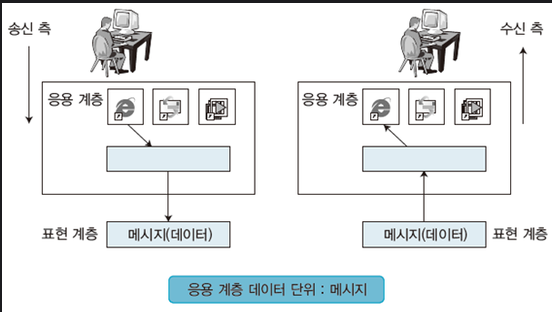 송신 측
수신 측
응용 계층
응용 계층
표현 계층
메시지(데이터)
메시지(데이터)
표현 계층
응용 계층 데이터 단위 : 메시지